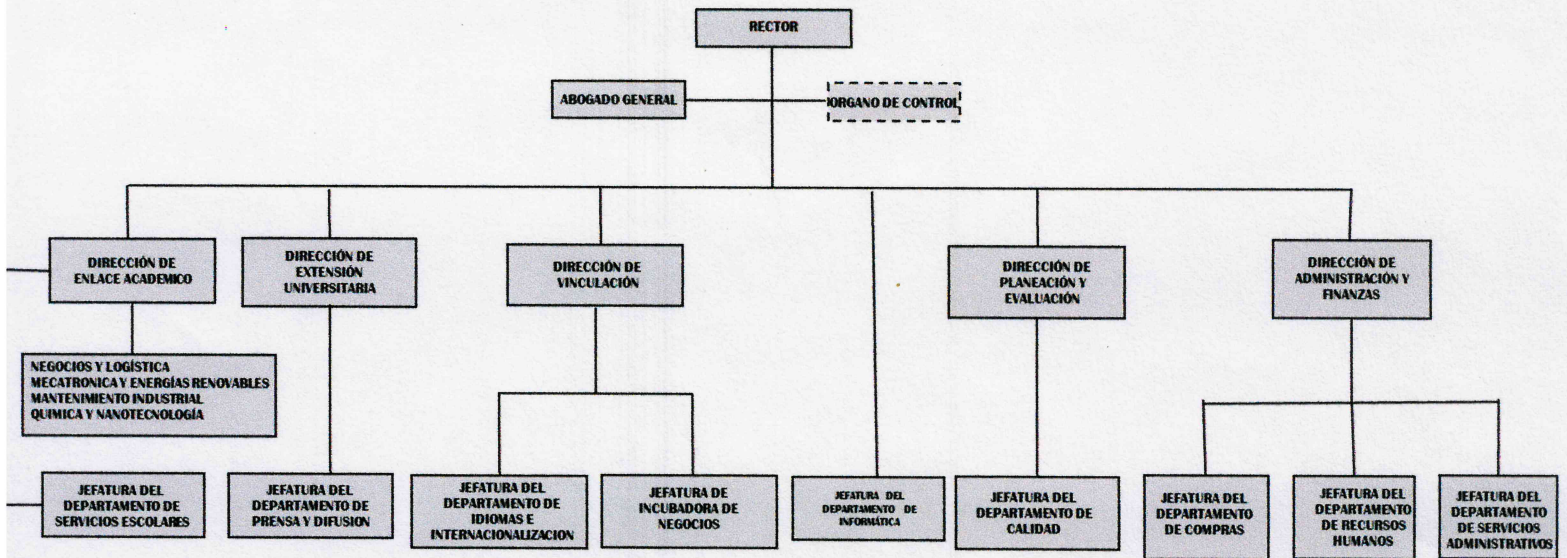 RECTOR
ABOGADO GENERAL
ORGANO DE CONTROL
DIRECCIÓN DE
ENLACE ACADEMICO
DIRECCIÓN DE
EXTENSIÓN
UNIVERSITARIA
DIRECCIÓN DE
VINCULACIÓN
DIRECCIÓN DE
PLANEACIÓN Y
EVALUACIÓN
DIRECCIÓN DE
ADMINISTRACIÓN Y
FINANZAS
NEGOCIOS Y LOGÍSTICA
MECATRONICA Y ENERGÍAS RENOVABLES
MANTENIMIENTO INDUSTRIAL
QUIMICA Y NANOTECNOLOGÍA
JEFATURA DEL
DEPARTAMENTO DE
SERVICIOS ESCOLARES
JEFATURA DEL
DEPARTAMENTO DE
PRENSA Y DIFUSION
JEFATURA DEL
DEPARTAMENTO DE
IDIOMAS E
INTERNACIONALIZACION
JEFATURA DE
INCUBADORA DE
NEGOCIOS
JEFATURA DEL
DEPARTAMENTO DE
INFORMÁTICA
JEFATURA DEL
DEPARTAMENTO DE
CALIDAD
JEFATURA DEL
DEPARTAMENTO
DE COMPRAS
JEFATURA DEL
DEPARTAMENTO
DE RECURSOS
HUMANOS
JEFATURA DEL
DEPARTAMENTO
DE SERVICIOS
ADMINISTRATIVOS